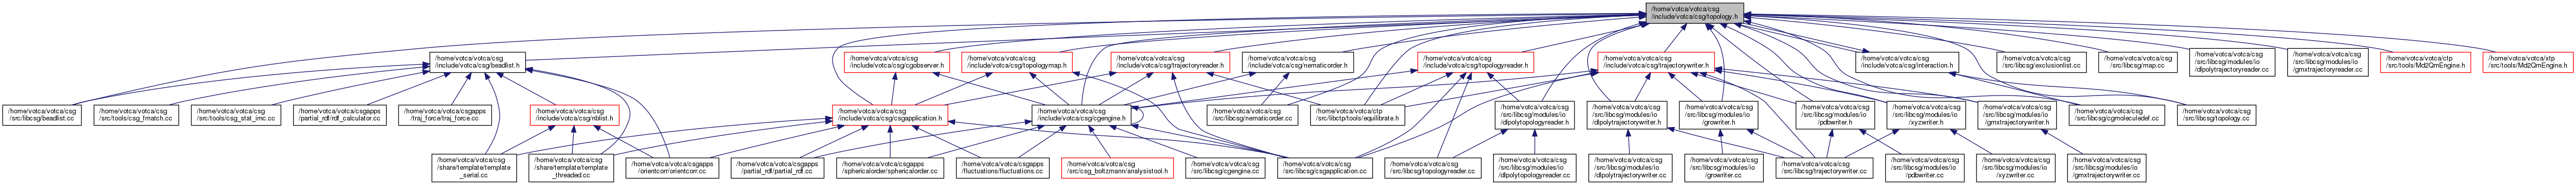 /home/votca/votca/csg
/include/votca/csg/topology.h
/home/votca/votca/csg
/include/votca/csg/beadlist.h
/home/votca/votca/csg
/include/votca/csg/cgobserver.h
/home/votca/votca/csg
/include/votca/csg/topologymap.h
/home/votca/votca/csg
/include/votca/csg/trajectoryreader.h
/home/votca/votca/csg
/include/votca/csg/nematicorder.h
/home/votca/votca/csg
/include/votca/csg/topologyreader.h
/home/votca/votca/csg
/include/votca/csg/trajectorywriter.h
/home/votca/votca/csg
/include/votca/csg/interaction.h
/home/votca/votca/csg
/src/libcsg/exclusionlist.cc
/home/votca/votca/csg
/src/libcsg/map.cc
/home/votca/votca/csg
/src/libcsg/modules/io
/dlpolytrajectoryreader.cc
/home/votca/votca/csg
/src/libcsg/modules/io
/gmxtrajectoryreader.cc
/home/votca/votca/ctp
/src/tools/Md2QmEngine.h
/home/votca/votca/xtp
/src/tools/Md2QmEngine.h
/home/votca/votca/csg
/src/libcsg/beadlist.cc
/home/votca/votca/csg
/src/tools/csg_fmatch.cc
/home/votca/votca/csg
/src/tools/csg_stat_imc.cc
/home/votca/votca/csgapps
/partial_rdf/rdf_calculator.cc
/home/votca/votca/csgapps
/traj_force/traj_force.cc
/home/votca/votca/csg
/include/votca/csg/nblist.h
/home/votca/votca/csg
/include/votca/csg/csgapplication.h
/home/votca/votca/csg
/include/votca/csg/cgengine.h
/home/votca/votca/csg
/src/libcsg/nematicorder.cc
/home/votca/votca/ctp
/src/libctp/tools/equilibrate.h
/home/votca/votca/csg
/src/libcsg/modules/io
/dlpolytopologyreader.h
/home/votca/votca/csg
/src/libcsg/modules/io
/dlpolytrajectorywriter.h
/home/votca/votca/csg
/src/libcsg/modules/io
/growriter.h
/home/votca/votca/csg
/src/libcsg/modules/io
/pdbwriter.h
/home/votca/votca/csg
/src/libcsg/modules/io
/xyzwriter.h
/home/votca/votca/csg
/src/libcsg/modules/io
/gmxtrajectorywriter.h
/home/votca/votca/csg
/src/libcsg/cgmoleculedef.cc
/home/votca/votca/csg
/src/libcsg/topology.cc
/home/votca/votca/csg
/share/template/template
_serial.cc
/home/votca/votca/csg
/share/template/template
_threaded.cc
/home/votca/votca/csgapps
/orientcorr/orientcorr.cc
/home/votca/votca/csgapps
/partial_rdf/partial_rdf.cc
/home/votca/votca/csgapps
/sphericalorder/sphericalorder.cc
/home/votca/votca/csgapps
/fluctuations/fluctuations.cc
/home/votca/votca/csg
/src/csg_boltzmann/analysistool.h
/home/votca/votca/csg
/src/libcsg/cgengine.cc
/home/votca/votca/csg
/src/libcsg/csgapplication.cc
/home/votca/votca/csg
/src/libcsg/topologyreader.cc
/home/votca/votca/csg
/src/libcsg/modules/io
/dlpolytopologyreader.cc
/home/votca/votca/csg
/src/libcsg/modules/io
/dlpolytrajectorywriter.cc
/home/votca/votca/csg
/src/libcsg/modules/io
/growriter.cc
/home/votca/votca/csg
/src/libcsg/trajectorywriter.cc
/home/votca/votca/csg
/src/libcsg/modules/io
/pdbwriter.cc
/home/votca/votca/csg
/src/libcsg/modules/io
/xyzwriter.cc
/home/votca/votca/csg
/src/libcsg/modules/io
/gmxtrajectorywriter.cc